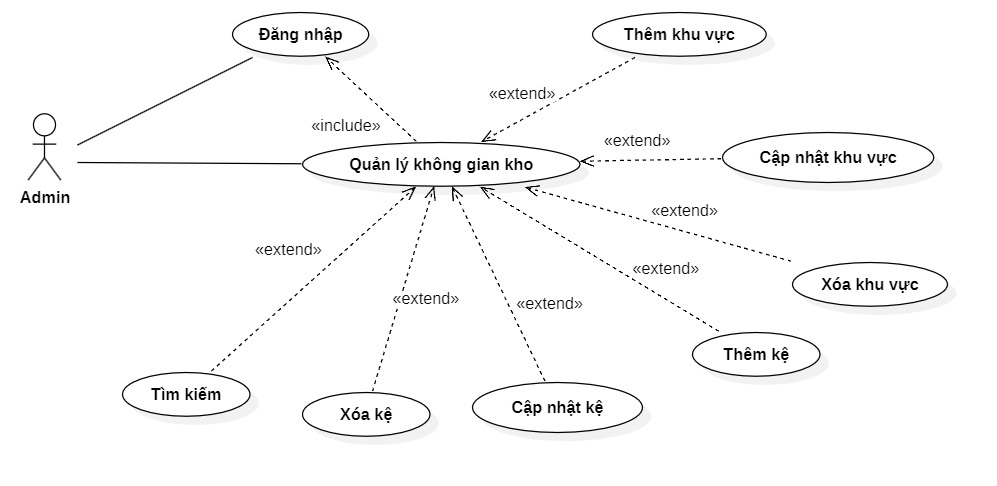 Đăng nhập
Thêm khu vực
«extend»
«include»
«extend»
Quản lý không gian kho
Cập nhật khu vực
Admin
«extend»
«extend»
«extend»
«extend»
«extend»
Xóa khu vực
Thêm kệ
Tìm kiếm
Xóa kệ
Cập nhật kệ